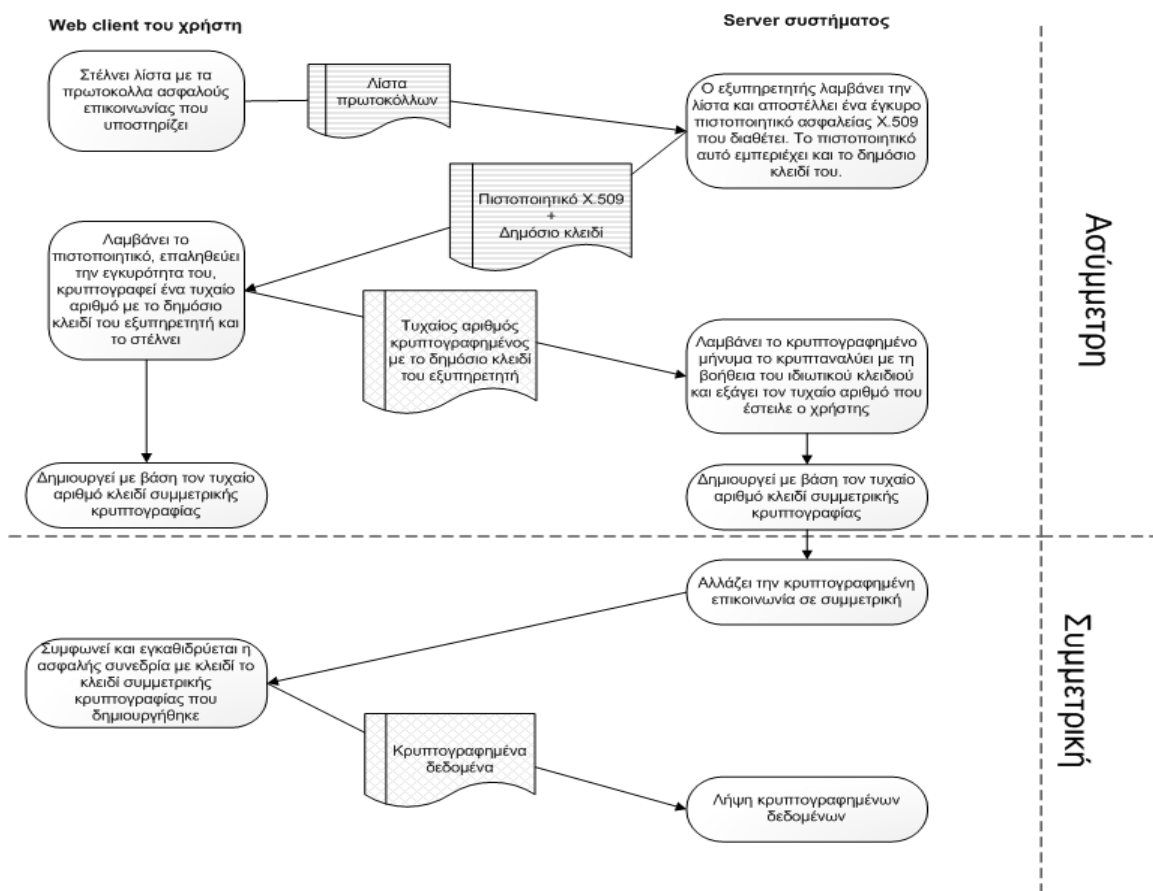 Web client του χρήστη
Server συστήματος
Στέλνει λίστα με τα
πρωτοκολλα ασφαλούς
επικοινωνίας που
υποστηρίζει
Λίστα
πρωτοκόλλων
Ο εξυπηρετητής λαμβάνει την
λίστα και αποστέλλει ένα έγκυρο
πιστοποιητικό ασφαλείας X.509
που διαθέτει. Το πιστοποιητικό
αυτό εμπεριέχει και το δημόσιο
κλειδί του.
Πιστοποιητικό X.509
+
Δημόσιο κλειδί
Λαμβάνει το
πιστοποιητικό, επαληθεύει
την εγκυρότητα του,
κρυπτογραφεί ένα τυχαίο
αριθμό με το δημόσιο
κλειδί του εξυπηρετητή και
το στέλνει
Τυχαίος αριθμός
κρυπτογραφημένος
με το δημόσιο κλειδί
του εξυπηρετητή
Λαμβάνει το κρυπτογραφημένο
μήνυμα το κρυπταναλύει με τη
βοήθεια του ιδιωτικού κλειδιού
και εξάγει τον τυχαίο αριθμό που
έστειλε ο χρήστης
Δημιουργεί με βάση τον τυχαίο
αριθμό κλειδί συμμετρικής
κρυπτογραφίας
Δημιουργεί με βάση τον τυχαίο
αριθμό κλειδί συμμετρικής
κρυπτογραφίας
Ασύμμετρη
Αλλάζει την κρυπτογραφημένη
επικοινωνία σε συμμετρική
Συμφωνεί και εγκαθιδρύεται η
ασφαλής συνεδρία με κλειδί το
κλειδί συμμετρικής
κρυπτογραφίας που
δημιουργήθηκε
Κρυπτογραφημένα
δεδομένα
Λήψη κρυπτογραφημένων
δεδομένων
Συμμετρική